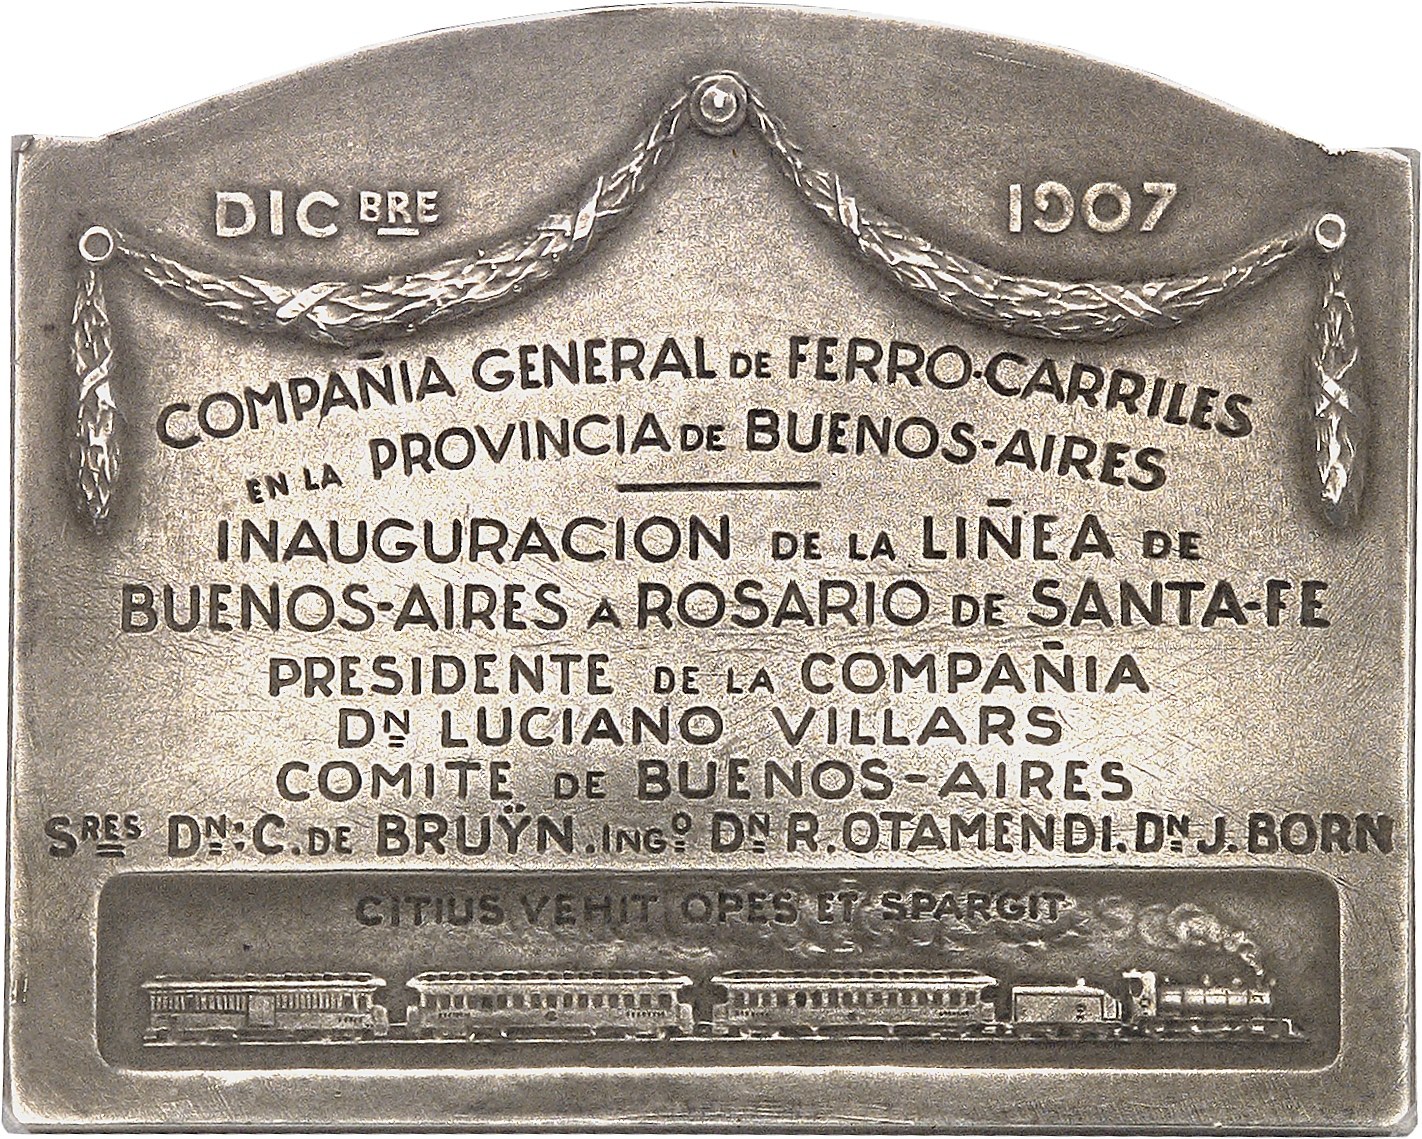 DICBRE 1907
COMPAÑIA GENERAL DE FERRO-CARRILES
EN LA PROVINCIA DE BUENOS-AIRES
INAUGURACION DE LA LIÑEA DE
BUENOS-AIRES A ROSARIO DE SANTA-FE
PRESIDENTE DE LA COMPAÑIA
DN LUCIANO VILLARS
COMITE DE BUENOS-AIRES
SRES DN:C.DE BRUŸN.INGO DN R.OTAMENDI.DN J.BORN
CITIUS VEHIT OPES ET SPARGIT